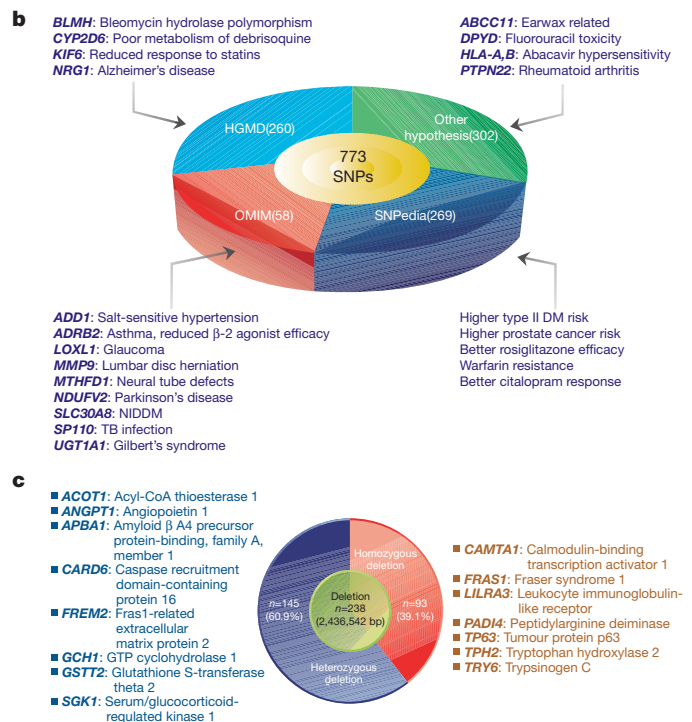 b
BLMH: Bleomycin hydrolase polymorphism
CYP2D6: Poor metabolism of debrisoquine
KIF6: Reduced response to statins
NRG1: Alzheimer's disease
ABCC11: Earwax related
DPYD: Fluorouracil toxicity
HLA-A,B: Abacavir hypersensitivity
PTPN22: Rheumatoid arthritis
HGMD(260)
Other
hypothesis(302)
773
SNPs
OMIM(58)
SNPedia(269)
ADD1: Salt-sensitive hypertension
ADRB2: Asthma, reduced β-2 agonist efficacy
LOXL1: Glaucoma
MMP9: Lumbar disc herniation
MTHFD1: Neural tube defects
NDUFV2: Parkinson's disease
SLC30A8: NIDDM
SP110: TB infection
UGT1A1: Gilbert's syndrome
Higher type II DM risk
Higher prostate cancer risk
Better rosiglitazone efficacy
Warfarin resistance
Better citalopram response
c
ACOT1: Acyl-CoA thioesterase 1
ANGPT1: Angiopoietin 1
APBA1: Amyloid β A4 precursor
protein-binding, family A,
member 1
CARD6: Caspase recruitment
domain-containing
protein 16
FREM2: Fras1-related
extracellular
matrix protein 2
GCH1: GTP cyclohydrolase 1
GSTT2: Glutathione S-transferase
theta 2
SGK1: Serum/glucocorticoid-
regulated kinase 1
Homozygous
deletion
n=145
(60.9%)
Deletion
n=238
(2,436,542 bp)
n=93
(39.1%)
Heterozygous
deletion
CAMTA1: Calmodulin-binding
transcription activator 1
FRAS1: Fraser syndrome 1
LILRA3: Leukocyte immunoglobulin-
like receptor
PADI4: Peptidylarginine deiminase
TP63: Tumour protein p63
TPH2: Tryptophan hydroxylase 2
TRY6: Trypsinogen C